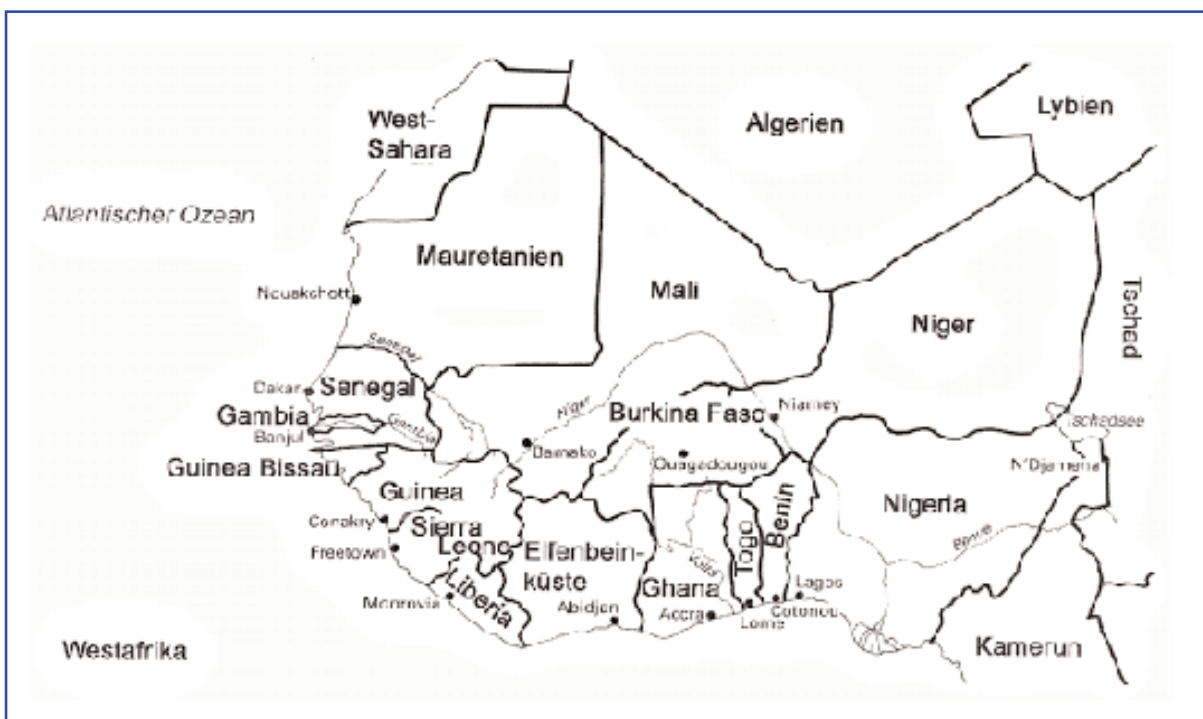 West-
Sahara
Algerien
Lybien
Atlantischer Ozean
Mauretanien
Mali
Niger
Tschad
Nouakchott
Senegal
Dakar
Senegal
Gambia
Gambia
Banjul
Niger
Burkina Faso
Niamey
Tschadsee
Guinea Bissau
Bamako
Ouagadougou
N'Djamena
Guinea
Nigeria
Conakry
Sierra
Leone
Freetown
Elfenbein-
küste
Togo
Benin
Benue
Volta
Liberia
Ghana
Monrovia
Abidjan
Accra
Lome
Cotonou
Lagos
Westafrika
Kamerun